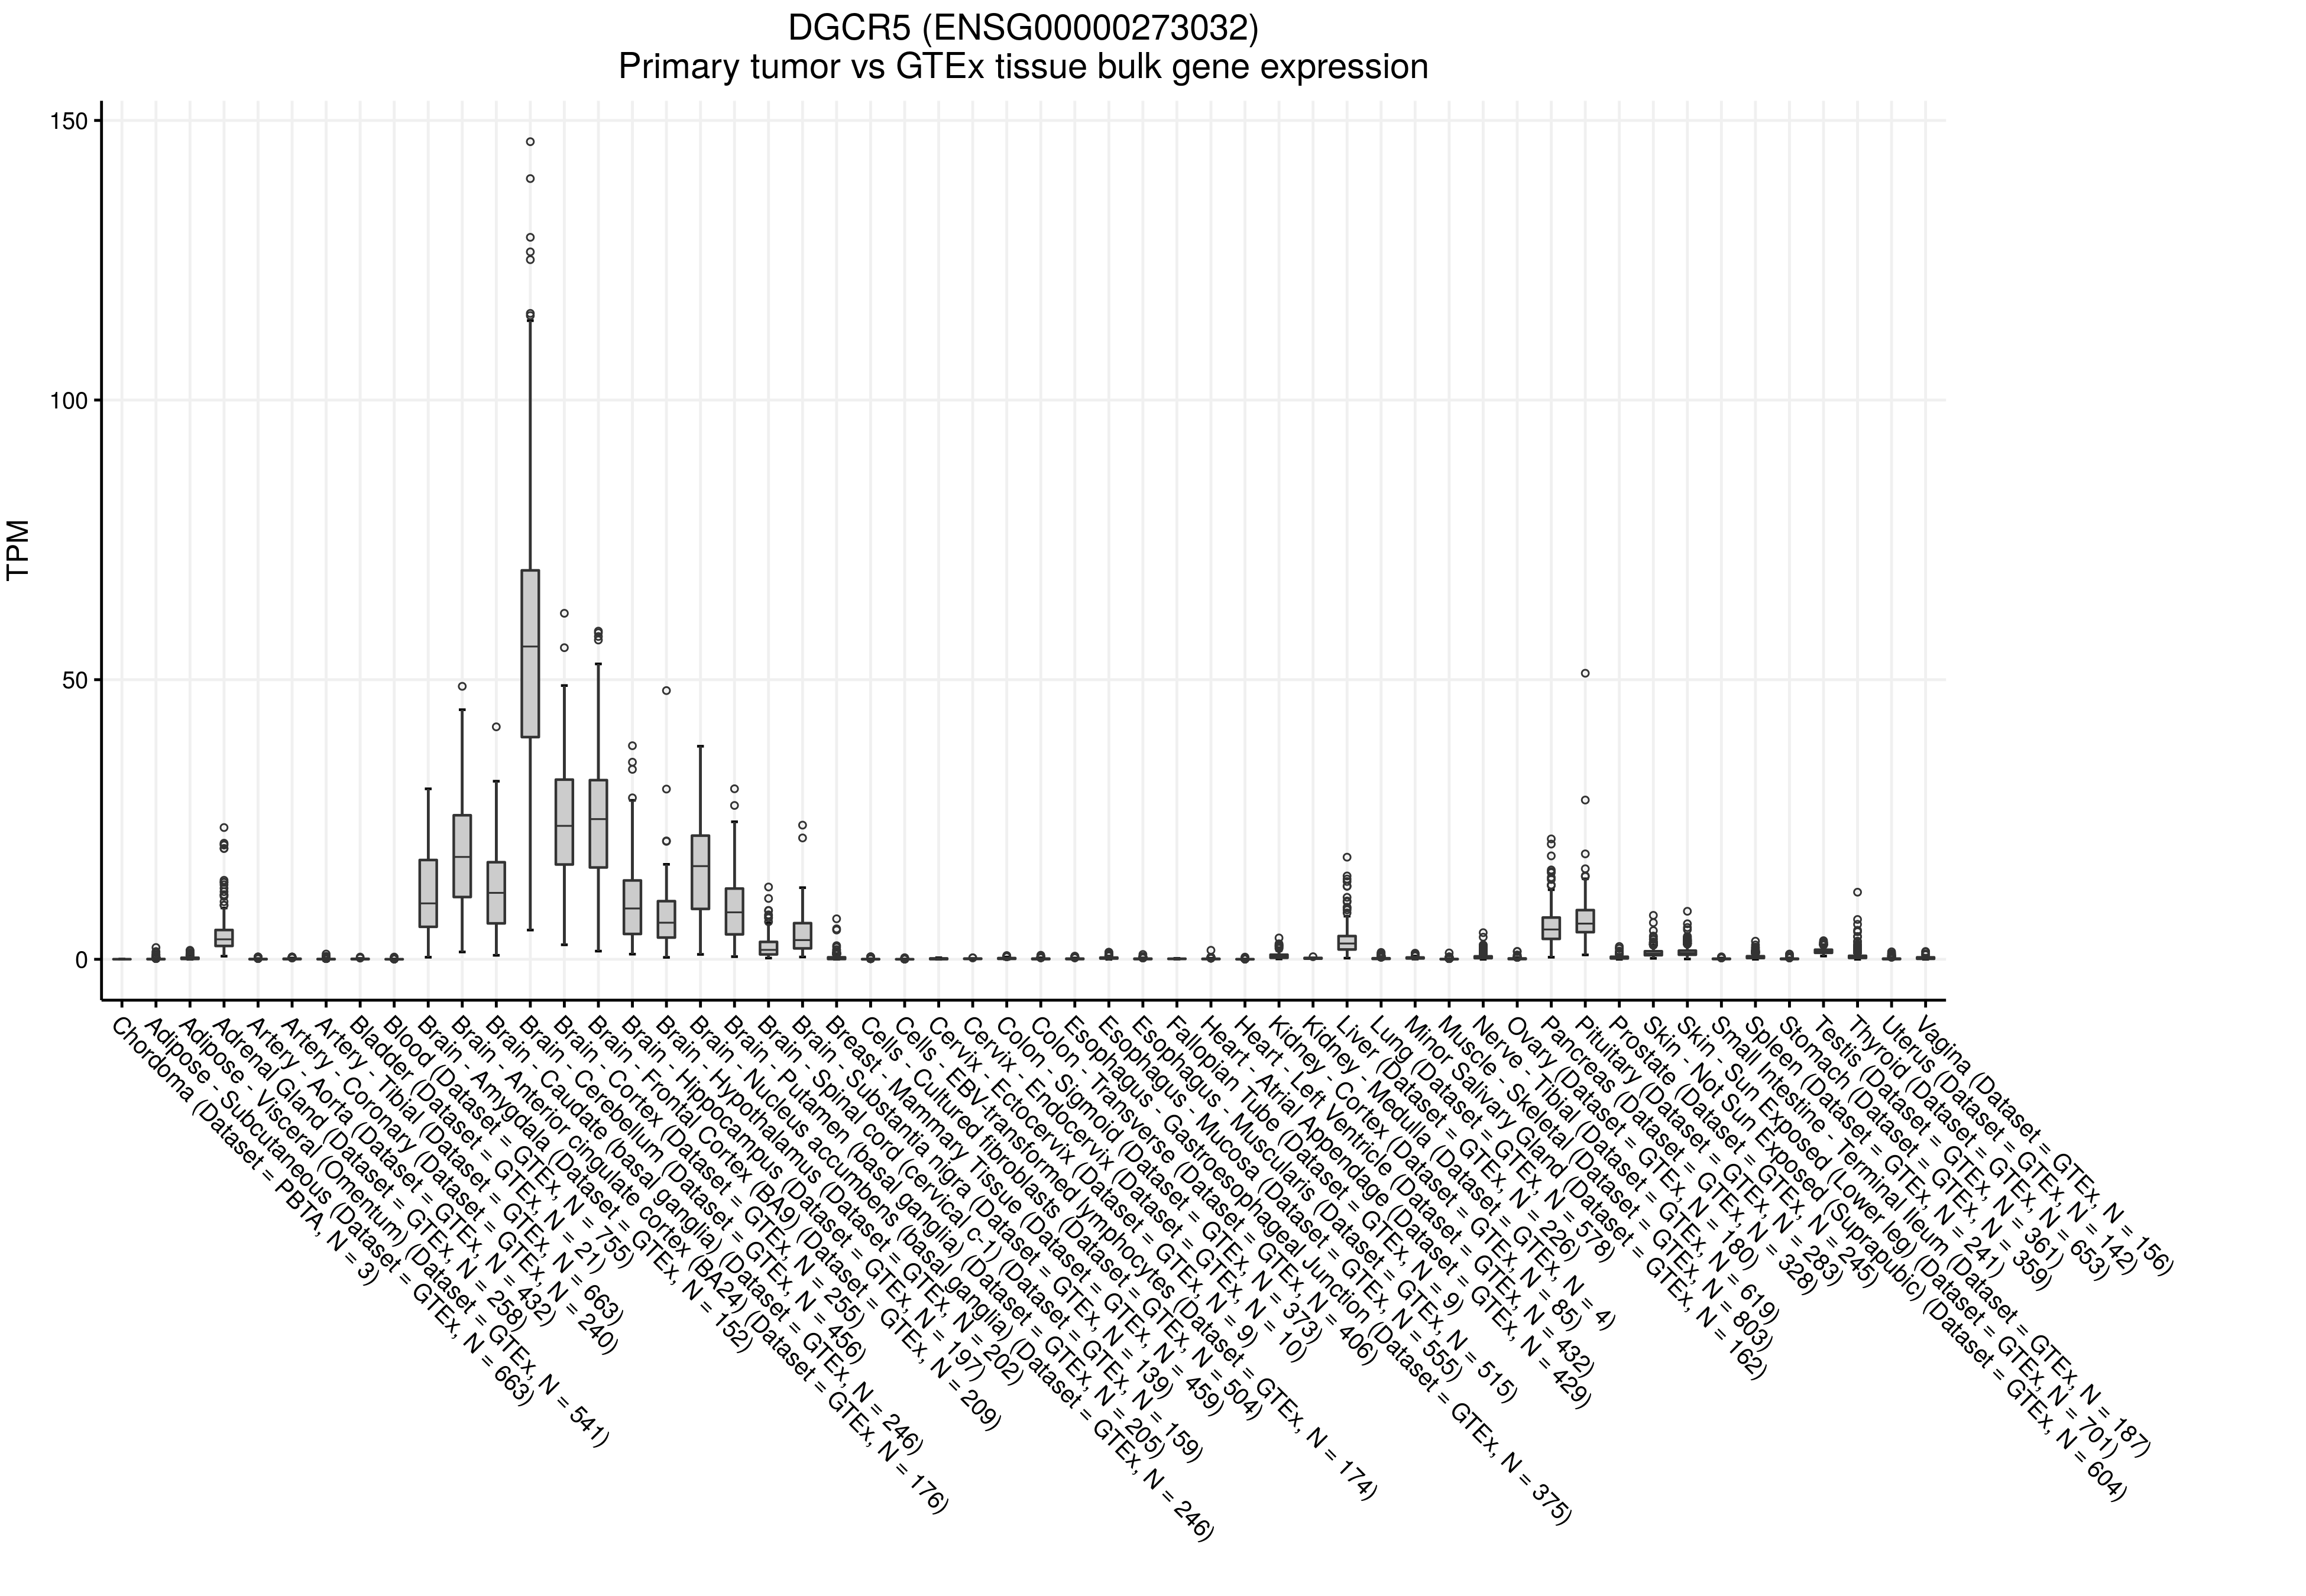 DGCR5 (ENSG00000273032)
Primary tumor vs GTEx tissue bulk gene expression
TPM
150
100
50
0
Chordoma (Dataset = PBTA, N = 3)
Adipose - Subcutaneous (Dataset = GTEx, N = 663)
Adipose - Visceral (Omentum) (Dataset = GTEx, N = 541)
Adrenal Gland (Dataset = GTEx, N = 258)
Artery - Aorta (Dataset = GTEx, N = 432)
Artery - Coronary (Dataset = GTEx, N = 240)
Artery - Tibial (Dataset = GTEx, N = 663)
Bladder (Dataset = GTEx, N = 21)
Blood (Dataset = GTEx, N = 755)
Brain - Amygdala (Dataset = GTEx, N = 152)
Brain - Anterior cingulate cortex (BA24) (Dataset = GTEx, N = 176)
Brain - Caudate (basal ganglia) (Dataset = GTEx, N = 246)
Brain - Cerebellum (Dataset = GTEx, N = 456)
Brain - Cortex (Dataset = GTEx, N = 255)
Brain - Frontal Cortex (BA9) (Dataset = GTEx, N = 209)
Brain - Hippocampus (Dataset = GTEx, N = 197)
Brain - Hypothalamus (Dataset = GTEx, N = 202)
Brain - Nucleus accumbens (basal ganglia) (Dataset = GTEx, N = 246)
Brain - Putamen (basal ganglia) (Dataset = GTEx, N = 205)
Brain - Spinal cord (cervical c-1) (Dataset = GTEx, N = 159)
Brain - Substantia nigra (Dataset = GTEx, N = 139)
Breast - Mammary Tissue (Dataset = GTEx, N = 459)
Cells - Cultured fibroblasts (Dataset = GTEx, N = 504)
Cells - EBV-transformed lymphocytes (Dataset = GTEx, N = 174)
Cervix - Ectocervix (Dataset = GTEx, N = 9)
Cervix - Endocervix (Dataset = GTEx, N = 10)
Colon - Sigmoid (Dataset = GTEx, N = 373)
Colon - Transverse (Dataset = GTEx, N = 406)
Esophagus - Gastroesophageal Junction (Dataset = GTEx, N = 375)
Esophagus - Mucosa (Dataset = GTEx, N = 555)
Esophagus - Muscularis (Dataset = GTEx, N = 515)
Fallopian Tube (Dataset = GTEx, N = 9)
Heart - Atrial Appendage (Dataset = GTEx, N = 429)
Heart - Left Ventricle (Dataset = GTEx, N = 432)
Kidney - Cortex (Dataset = GTEx, N = 85)
Kidney - Medulla (Dataset = GTEx, N = 4)
Liver (Dataset = GTEx, N = 226)
Lung (Dataset = GTEx, N = 578)
Minor Salivary Gland (Dataset = GTEx, N = 162)
Muscle - Skeletal (Dataset = GTEx, N = 803)
Nerve - Tibial (Dataset = GTEx, N = 619)
Ovary (Dataset = GTEx, N = 180)
Pancreas (Dataset = GTEx, N = 328)
Pituitary (Dataset = GTEx, N = 283)
Prostate (Dataset = GTEx, N = 245)
Skin - Not Sun Exposed (Suprapubic) (Dataset = GTEx, N = 604)
Skin - Sun Exposed (Lower leg) (Dataset = GTEx, N = 701)
Small Intestine - Terminal Ileum (Dataset = GTEx, N = 187)
Spleen (Dataset = GTEx, N = 241)
Stomach (Dataset = GTEx, N = 359)
Testis (Dataset = GTEx, N = 361)
Thyroid (Dataset = GTEx, N = 653)
Uterus (Dataset = GTEx, N = 142)
Vagina (Dataset = GTEx, N = 156)